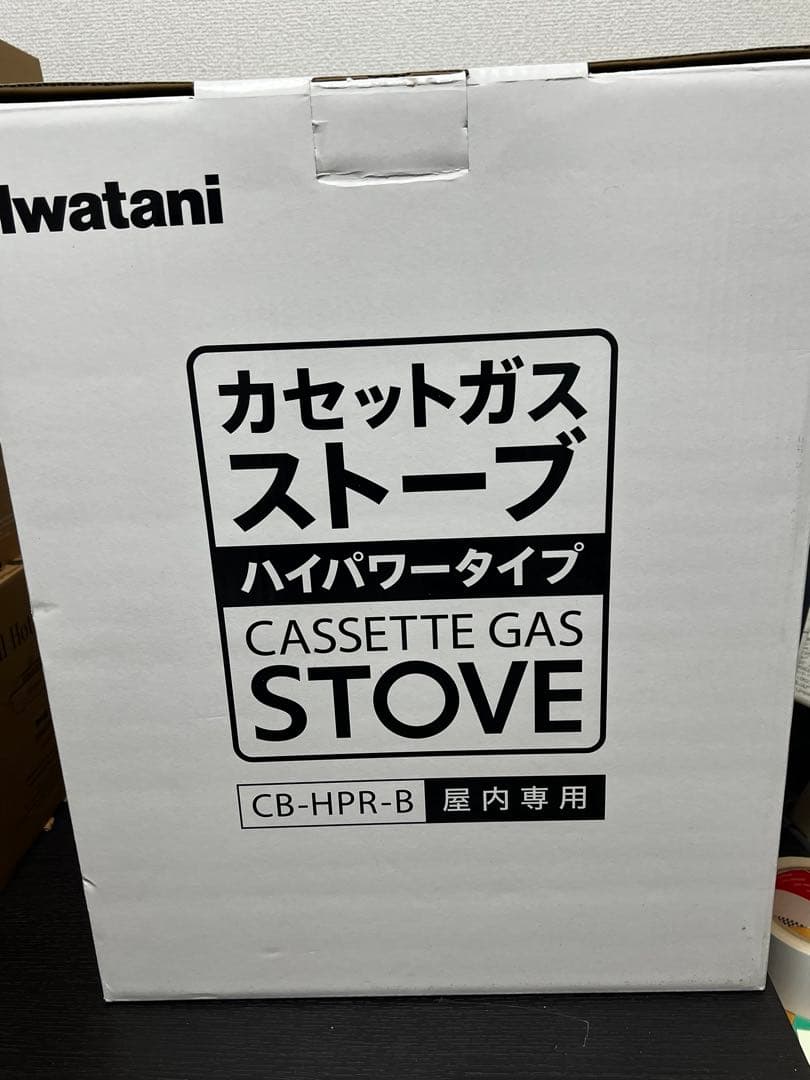 Iwatani
カセットガス
ストーブ
ハイパワータイプ
CASSETTE GAS
STOVE
CB-HPR-B 屋内専用